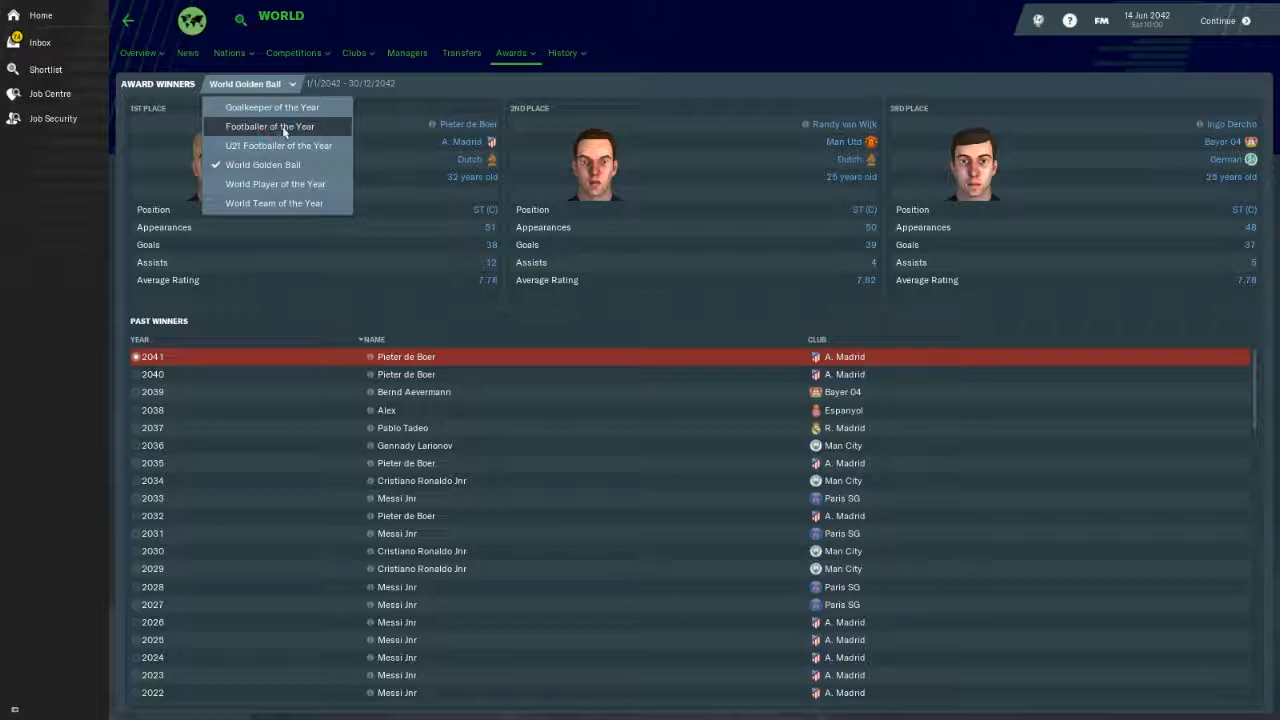 Home
WORLD
14 Jun 2042
Sat 10:00
FM
Continue
74
Inbox
Overview
News
Nations
Competitions
Clubs
Managers
Transfers
Awards
History
Shortlist
Job Centre
Job Security
AWARD WINNERS
World Golden Ball
1/1/2042 - 30/12/2042
Goalkeeper of the Year
Footballer of the Year
U21 Footballer of the Year
World Golden Ball
World Player of the Year
World Team of the Year
1ST PLACE
Pieter de Boer
A. Madrid
Dutch
32 years old
Position ST (C)
Appearances 51
Goals 38
Assists 12
Average Rating 7.78
2ND PLACE
Randy van Wijk
Man Utd
Dutch
25 years old
Position ST (C)
Appearances 50
Goals 39
Assists 4
Average Rating 7.82
3RD PLACE
Ingo Dercho
Bayer 04
German
25 years old
Position ST (C)
Appearances 48
Goals 37
Assists 5
Average Rating 7.78
PAST WINNERS
YEAR NAME CLUB
2041 Pieter de Boer A. Madrid
2040 Pieter de Boer A. Madrid
2039 Bernd Aevermann Bayer 04
2038 Alex Espanyol
2037 Pablo Tadeo R. Madrid
2036 Gennady Larionov Man City
2035 Pieter de Boer A. Madrid
2034 Cristiano Ronaldo Jnr Man City
2033 Messi Jnr Paris SG
2032 Pieter de Boer A. Madrid
2031 Messi Jnr Paris SG
2030 Cristiano Ronaldo Jnr Man City
2029 Cristiano Ronaldo Jnr Man City
2028 Messi Jnr Paris SG
2027 Messi Jnr Paris SG
2026 Messi Jnr A. Madrid
2025 Messi Jnr A. Madrid
2024 Messi Jnr A. Madrid
2023 Messi Jnr A. Madrid
2022 Messi Jnr A. Madrid